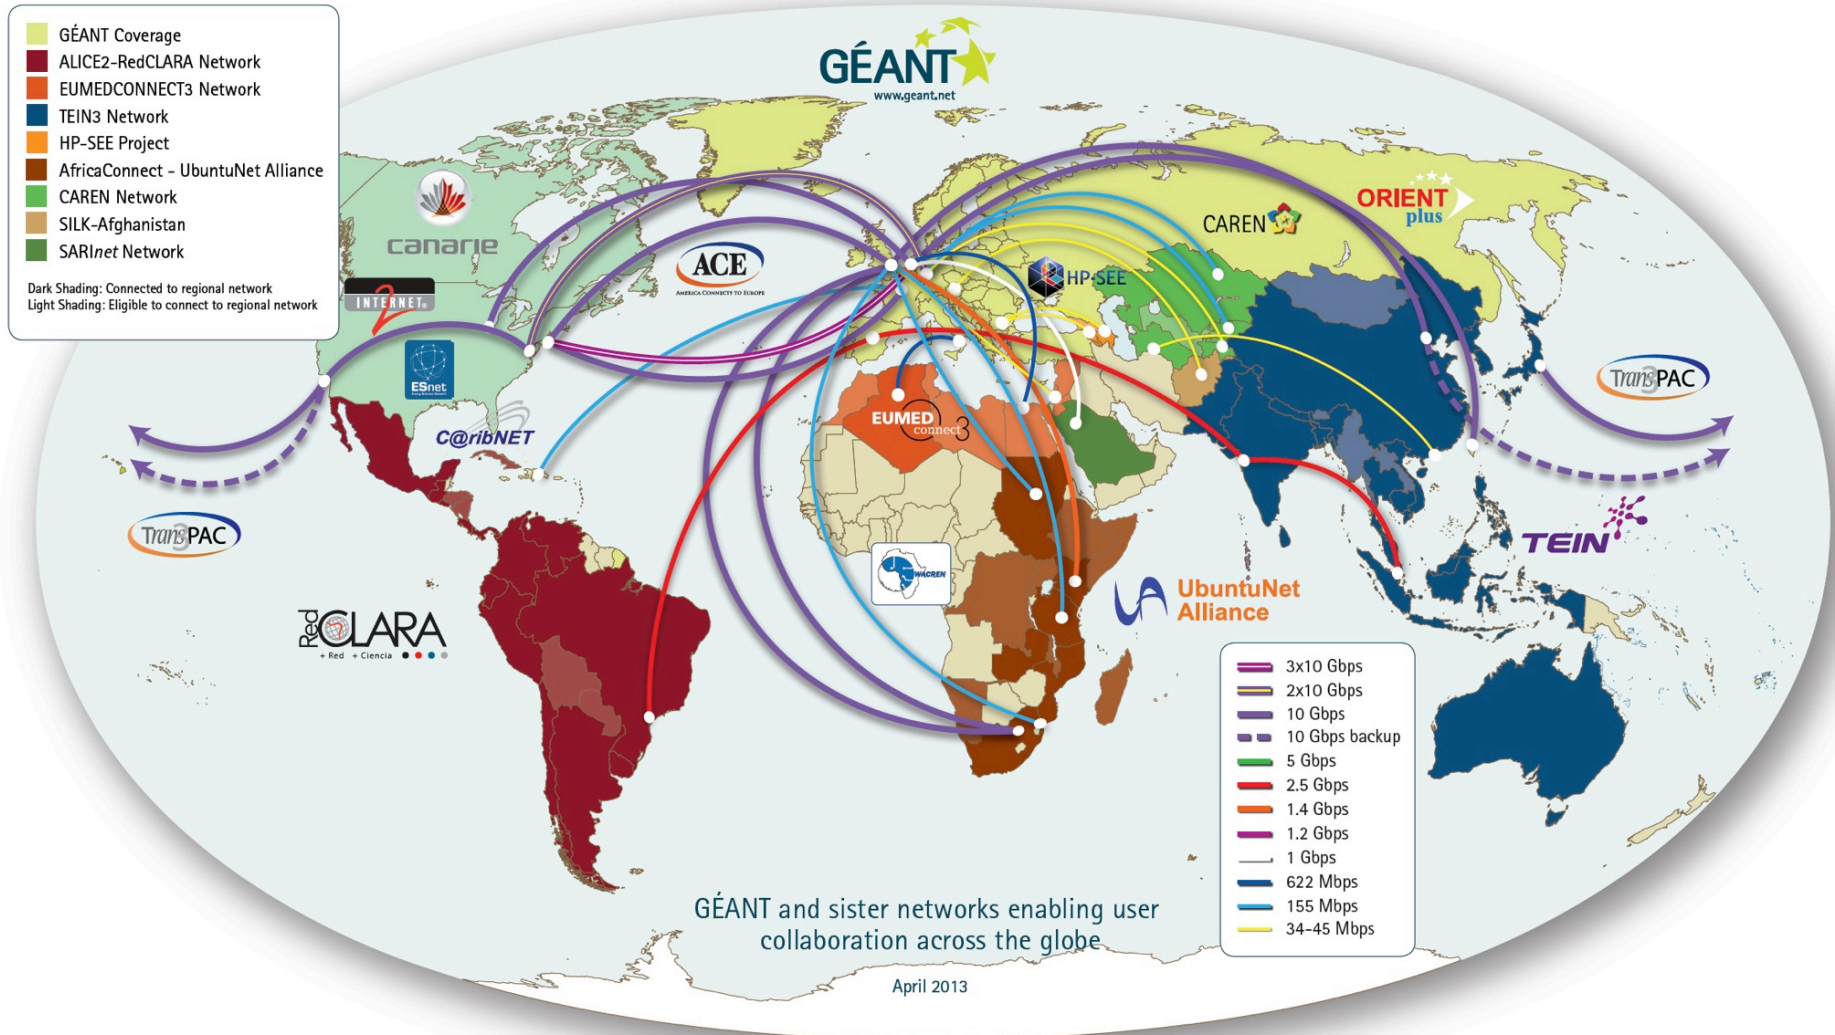 GÉANT Coverage
ALICE2-RedCLARA Network
EUMEDCONNECT3 Network
TEIN3 Network
HP-SEE Project
AfricaConnect - UbuntuNet Alliance
CAREN Network
SILK-Afghanistan
SARInet Network
Dark Shading: Connected to regional network
Light Shading: Eligible to connect to regional network
GÉANT
www.geant.net
canarie
INTERNET®
2
ESnet
C@ribNET
ACE
AMERICA CONNECTS TO EUROPE
HP-SEE
CAREN
ORIENT
plus
TransPAC
3
EUMED
connect3
TransPAC
3
TEIN
WACREN
UbuntuNet
Alliance
RedCLARA
+ Red + Ciencia
3x10 Gbps
2x10 Gbps
10 Gbps
10 Gbps backup
5 Gbps
2.5 Gbps
1.4 Gbps
1.2 Gbps
1 Gbps
622 Mbps
155 Mbps
34-45 Mbps
GÉANT and sister networks enabling user
collaboration across the globe
April 2013